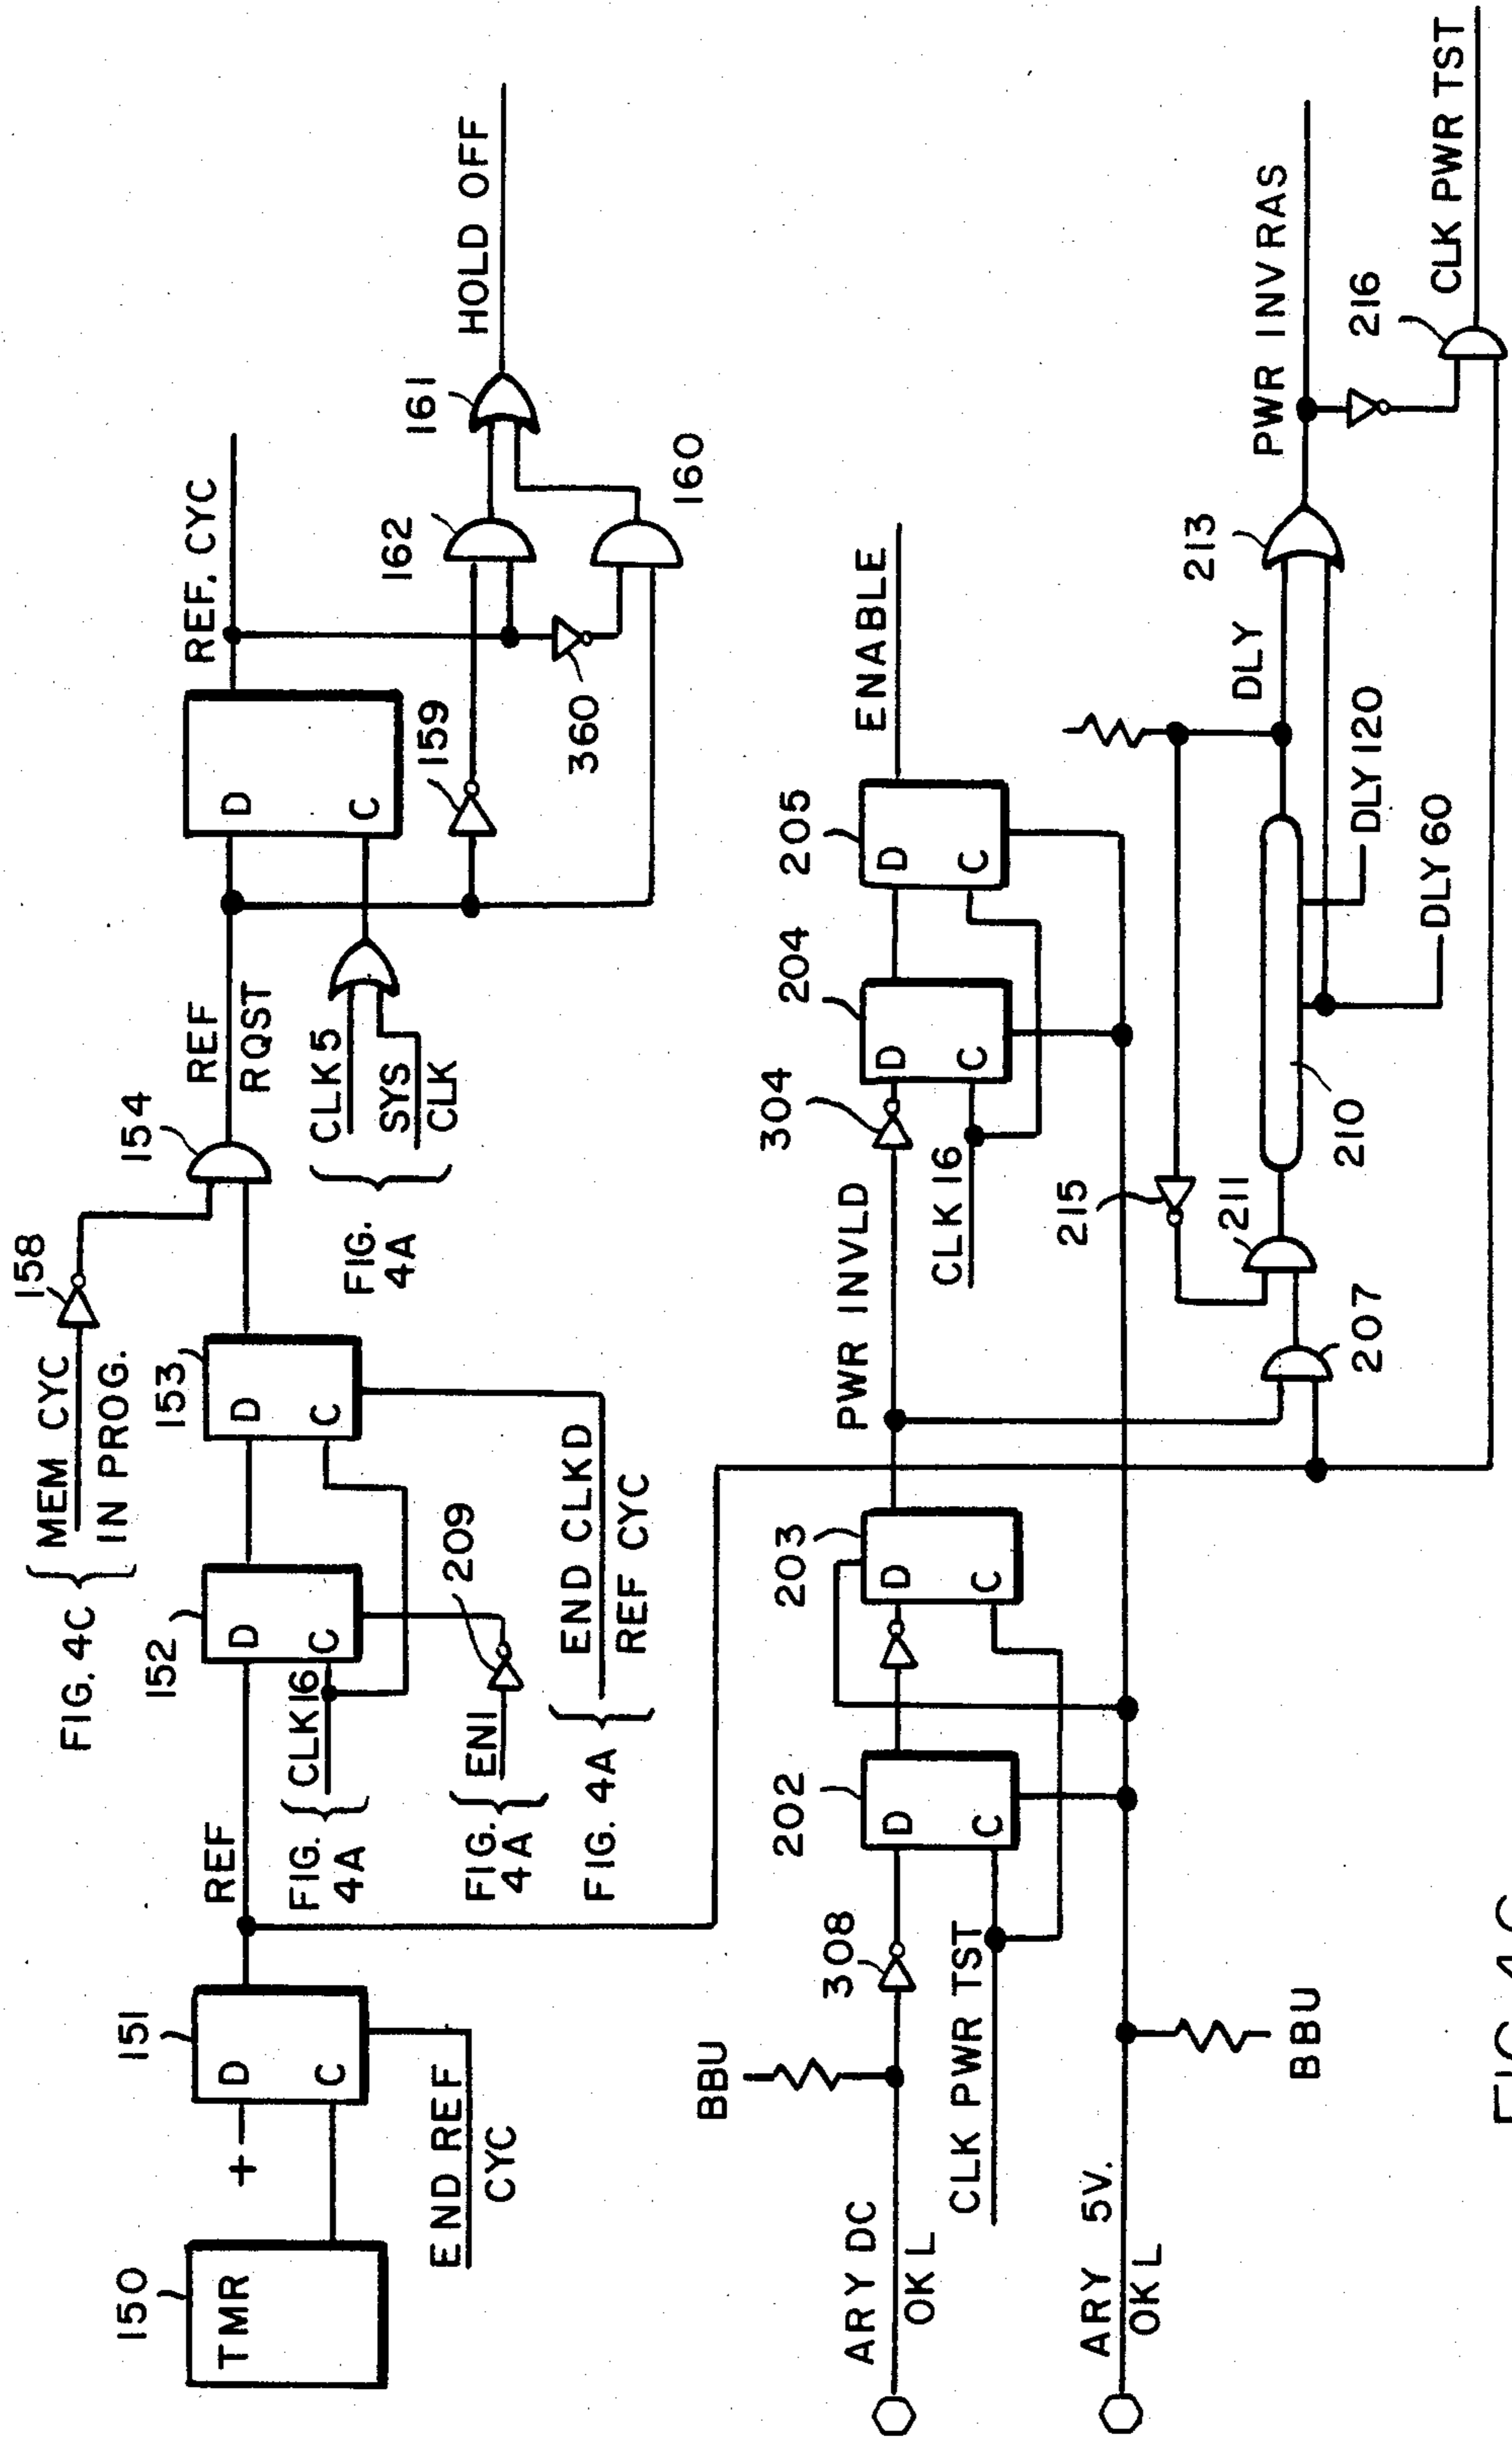 150
TMR
151
+
D
C
END REF
CYC
REF
152
D
C
FIG. 4A
CLK16
FIG. 4C
MEM CYC
IN PROG.
158
153
D
C
209
FIG. 4A
EN1
FIG. 4A
END CLKD
REF CYC
154
REF
RQST
FIG. 4A
CLK5
SYS
CLK
D
C
REF. CYC
159
360
162
160
161
HOLD OFF
BBU
ARY DC
OK L
308
CLK PWR TST
202
D
C
203
D
C
PWR INVLD
304
CLK 16
204
D
C
205
D
C
ENABLE
ARY 5V.
OK L
BBU
207
211
215
210
DLY 60
DLY 120
DLY
213
PWR INVRAS
216
CLK PWR TST